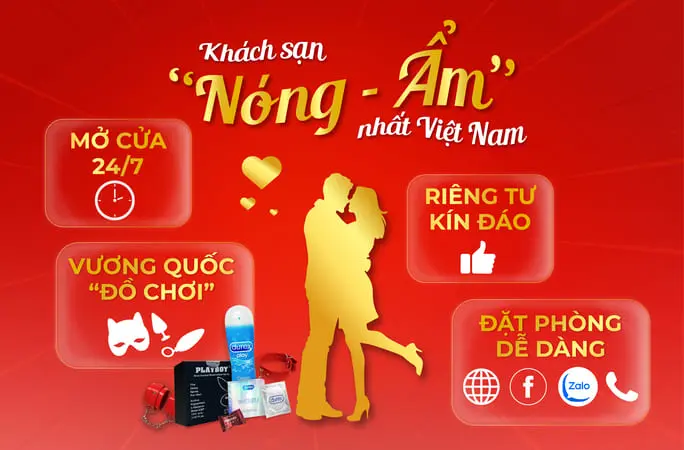 Khách sạn
“Nóng - Ẩm”
nhất Việt Nam
MỞ CỬA
24/7
RIÊNG TƯ
KÍN ĐÁO
VƯƠNG QUỐC
“ĐỒ CHƠI”
ĐẶT PHÒNG
DỄ DÀNG
f
Zalo
durex
play
PLAYBOY